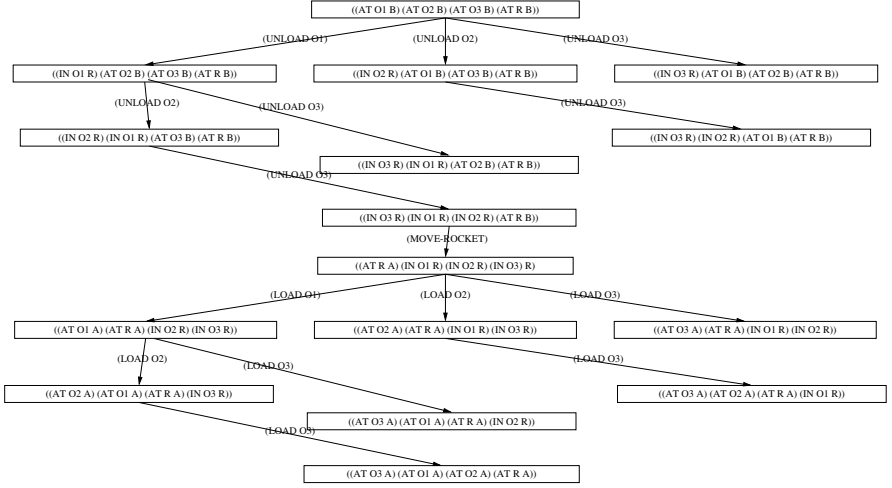 ((AT O1 B) (AT O2 B) (AT O3 B) (AT R B))
(UNLOAD O1)
(UNLOAD O2)
(UNLOAD O3)
((IN O1 R) (AT O2 B) (AT O3 B) (AT R B))
((IN O2 R) (AT O1 B) (AT O3 B) (AT R B))
((IN O3 R) (AT O1 B) (AT O2 B) (AT R B))
(UNLOAD O2)
(UNLOAD O3)
(UNLOAD O3)
((IN O2 R) (IN O1 R) (AT O3 B) (AT R B))
((IN O3 R) (IN O2 R) (AT O1 B) (AT R B))
((IN O3 R) (IN O1 R) (AT O2 B) (AT R B))
(UNLOAD O3)
((IN O3 R) (IN O1 R) (IN O2 R) (AT R B))
(MOVE-ROCKET)
((AT R A) (IN O1 R) (IN O2 R) (IN O3) R)
(LOAD O1)
(LOAD O2)
(LOAD O3)
((AT O1 A) (AT R A) (IN O2 R) (IN O3 R))
((AT O2 A) (AT R A) (IN O1 R) (IN O3 R))
((AT O3 A) (AT R A) (IN O1 R) (IN O2 R))
(LOAD O2)
(LOAD O3)
(LOAD O3)
((AT O2 A) (AT O1 A) (AT R A) (IN O3 R))
((AT O3 A) (AT O2 A) (AT R A) (IN O1 R))
((AT O3 A) (AT O1 A) (AT R A) (IN O2 R))
(LOAD O3)
((AT O3 A) (AT O1 A) (AT O2 A) (AT R A))